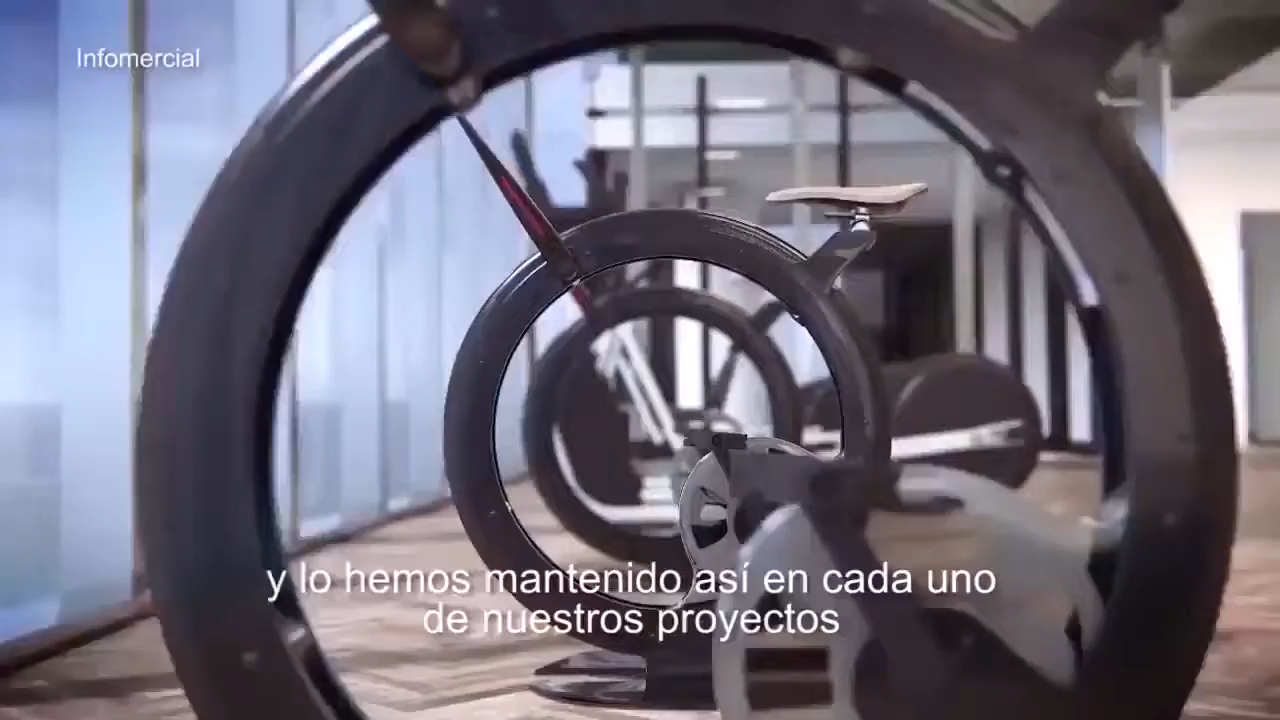 Infomercial
y lo hemos mantenido así en cada uno
de nuestros proyectos